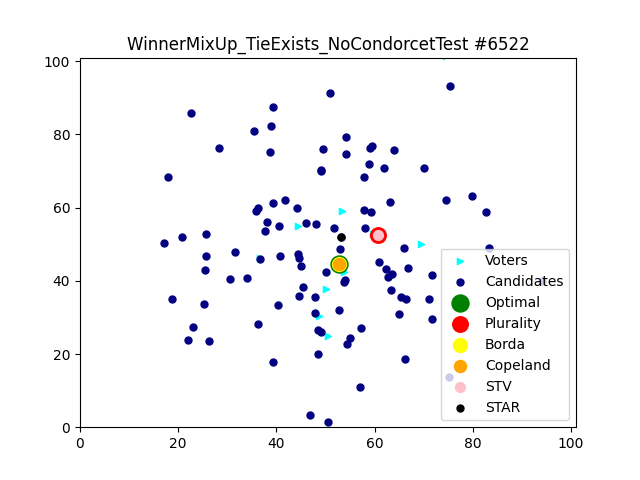 WinnerMixUp_TieExists_NoCondorcetTest #6522
100
80
60
40
20
0
0 20 40 60 80 100
Voters
Candidates
Optimal
Plurality
Borda
Copeland
STV
STAR